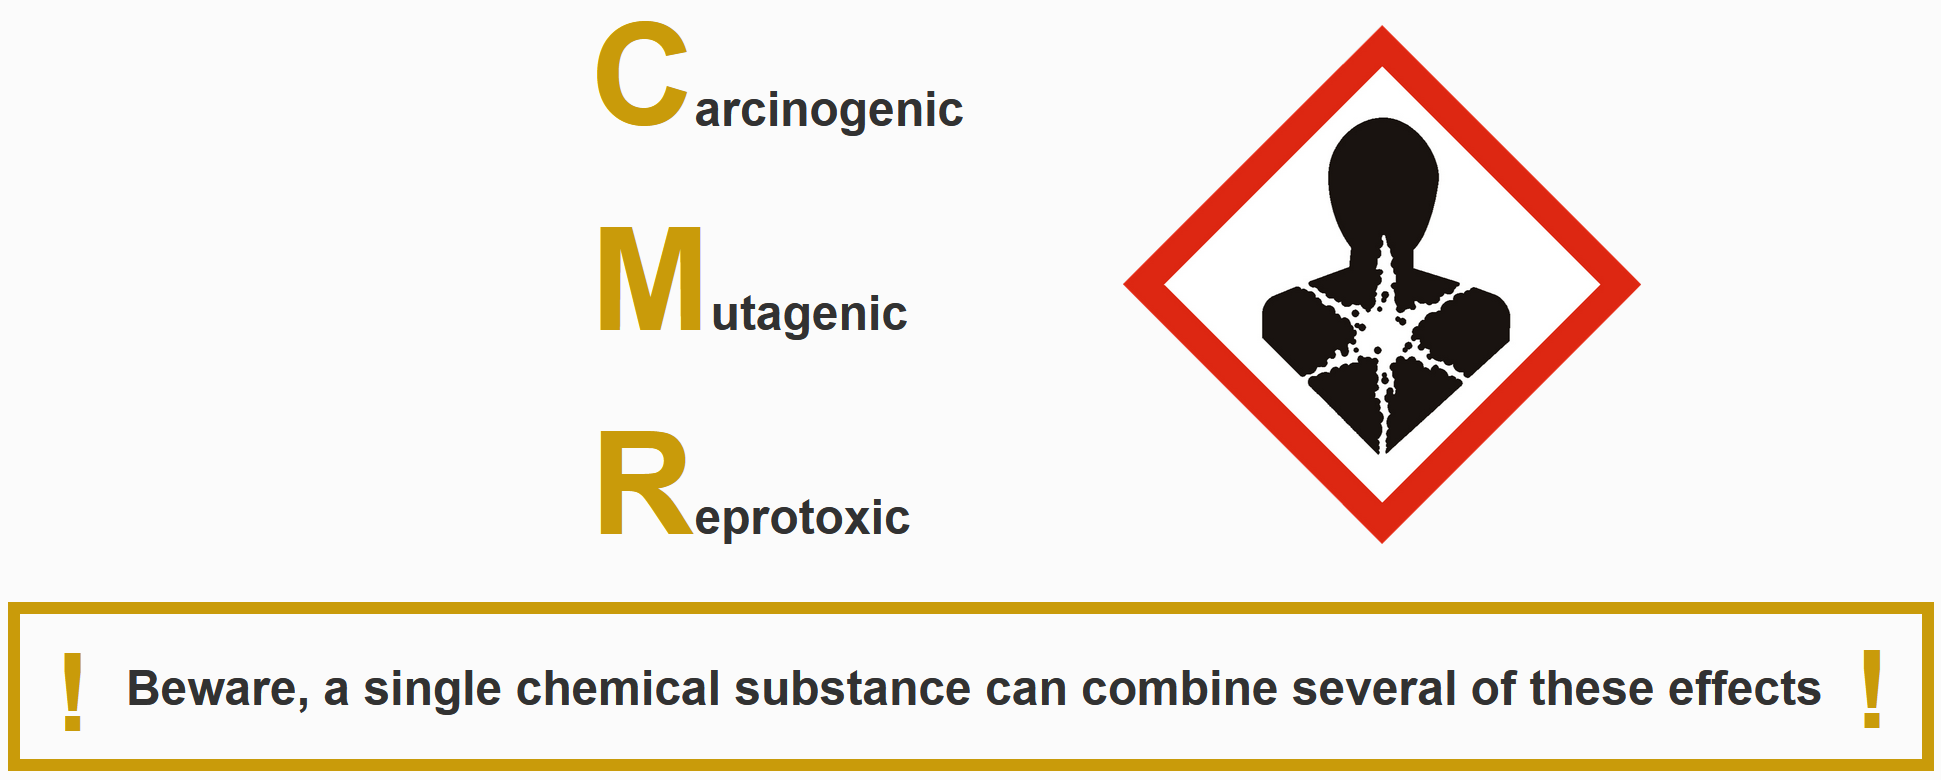 Carcinogenic
Mutagenic
Reprotoxic
! Beware, a single chemical substance can combine several of these effects !